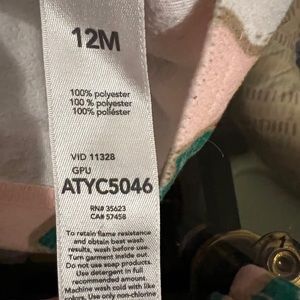 12M
100% polyester
100 % polyester
100% poliéster
VID 11328
GPU
ATYC5046
RN# 35623
CA# 57458
To retain flame resistance
and obtain best wash
results, wash before use.
Turn garment inside out.
Do not use soap products.
Use detergent in full
recommended amount.
Machine wash cold with like
colors. Use only non-chlorine